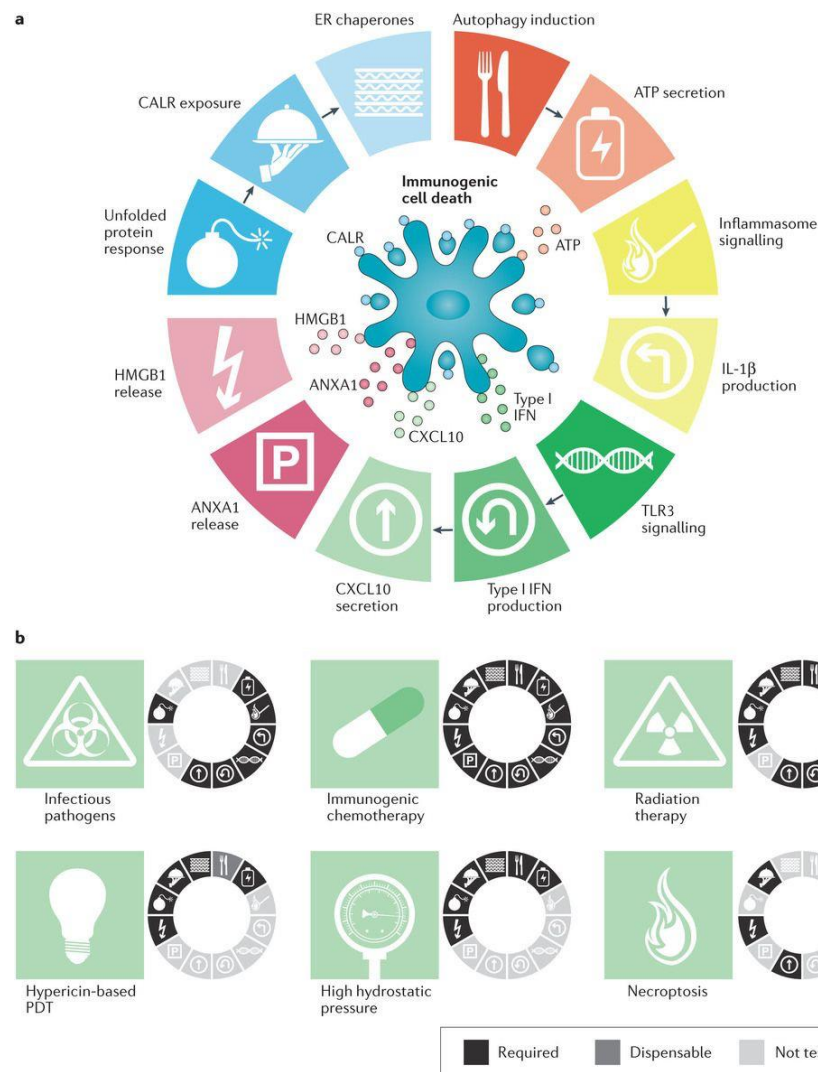 a
ER chaperones
Autophagy induction
CALR exposure
ATP secretion
Immunogenic
cell death
Unfolded
protein
response
CALR
ATP
Inflammasome
signalling
HMGB1
HMGB1
release
ANXA1
Type I
IFN
CXCL10
IL-1β
production
P
ANXA1
release
TLR3
signalling
CXCL10
secretion
Type I IFN
production
b
P
P
P
Infectious
pathogens
Immunogenic
chemotherapy
Radiation
therapy
P
P
P
Hypericin-based
PDT
High hydrostatic
pressure
Necroptosis
Required
Dispensable
Not te